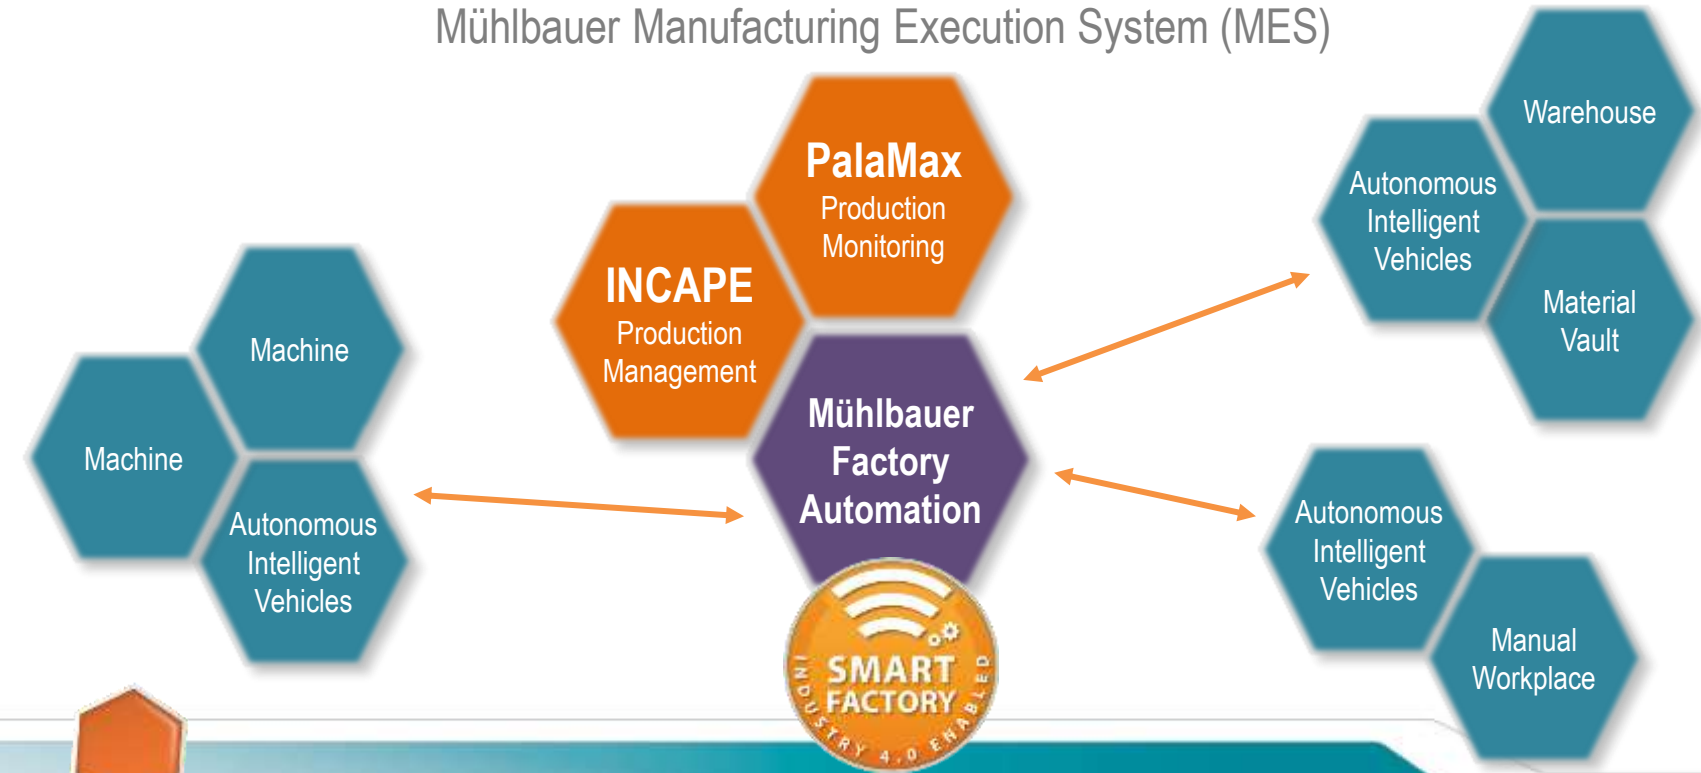 Mühlbauer Manufacturing Execution System (MES)
PalaMax
Production
Monitoring
INCAPE
Production
Management
Mühlbauer
Factory
Automation
SMART
FACTORY
INDUSTRY 4.0 ENABLED
Machine
Machine
Autonomous
Intelligent
Vehicles
Warehouse
Autonomous
Intelligent
Vehicles
Material
Vault
Autonomous
Intelligent
Vehicles
Manual
Workplace